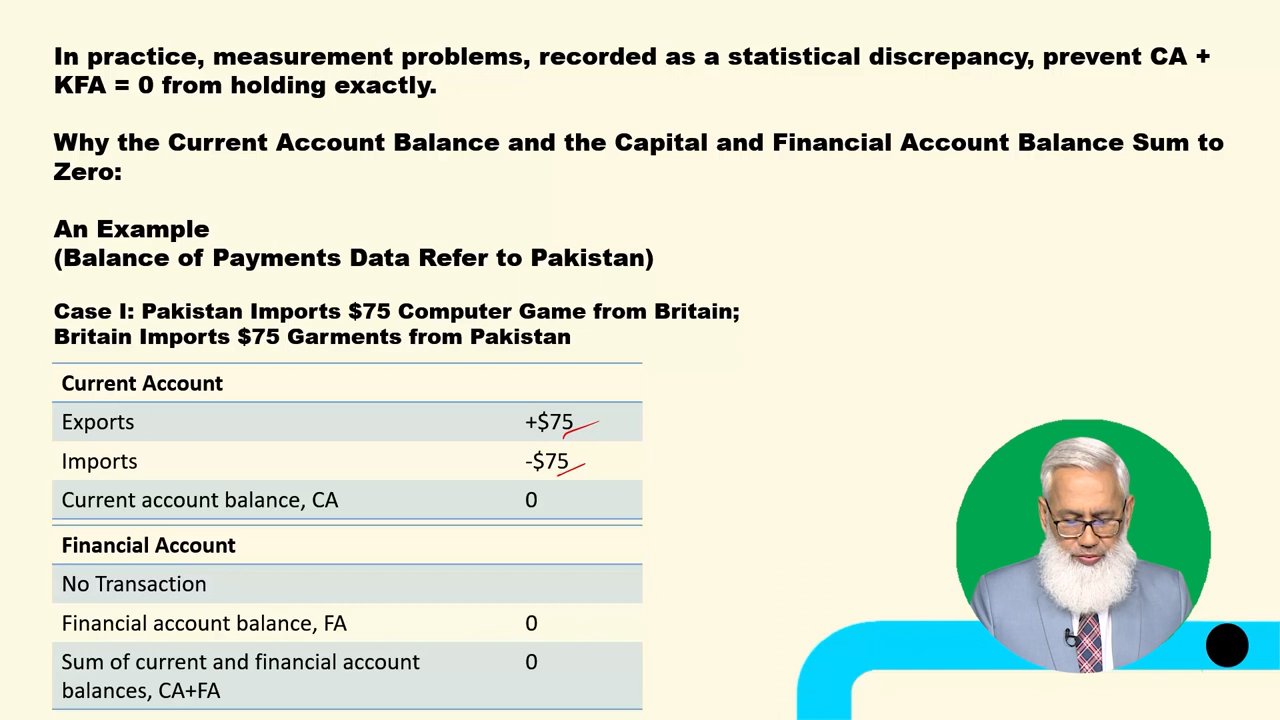 In practice, measurement problems, recorded as a statistical discrepancy, prevent CA +
KFA = 0 from holding exactly.
Why the Current Account Balance and the Capital and Financial Account Balance Sum to
Zero:
An Example
(Balance of Payments Data Refer to Pakistan)
Case I: Pakistan Imports $75 Computer Game from Britain;
Britain Imports $75 Garments from Pakistan
Current Account
Exports +$75
Imports -$75
Current account balance, CA 0
Financial Account
No Transaction
Financial account balance, FA 0
Sum of current and financial account 0
balances, CA+FA